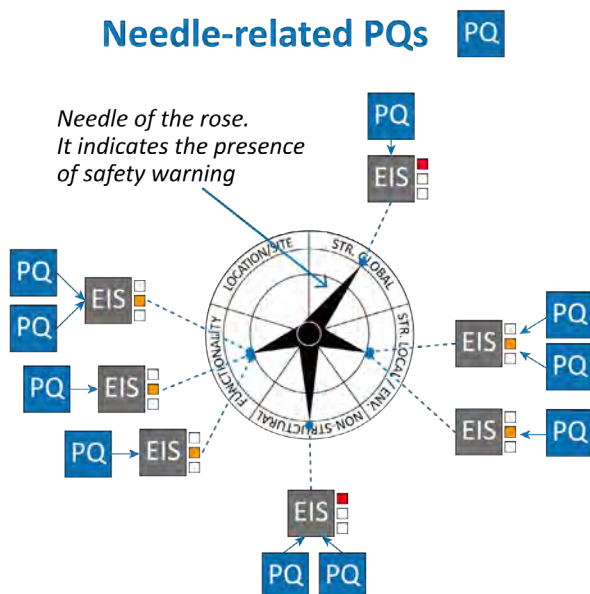 Needle-related PQs PQ
Needle of the rose.
It indicates the presence
of safety warning
PQ
EIS
LOCATION/SITE
STR. GLOBAL
STR. LOCAL
ENV. NON-STRUCTURAL
FUNCTIONALITY
PQ
PQ
EIS
PQ
EIS
PQ
EIS
EIS
PQ
PQ
EIS
PQ
EIS
PQ
PQ